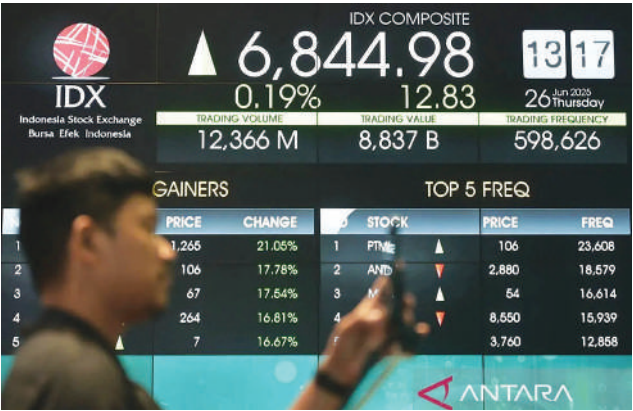 IDX COMPOSITE
6,844.98
13 17
IDX
0.19% 12.83
26 Jun 2025 Thursday
Indonesia Stock Exchange
Bursa Efek Indonesia
TRADING VOLUME TRADING VALUE TRADING FREQUENCY
12,366 M 8,837 B 598,626
GAINERS TOP 5 FREQ
PRICE CHANGE STOCK PRICE FREQ
1 1,265 21.05% 1 106 23,608
2 106 17.78% 2 2,880 18,579
3 67 17.54% 3 54 16,614
4 264 16.81% 4 8,550 15,939
5 7 16.67% 3,760 12,858
ANTARA